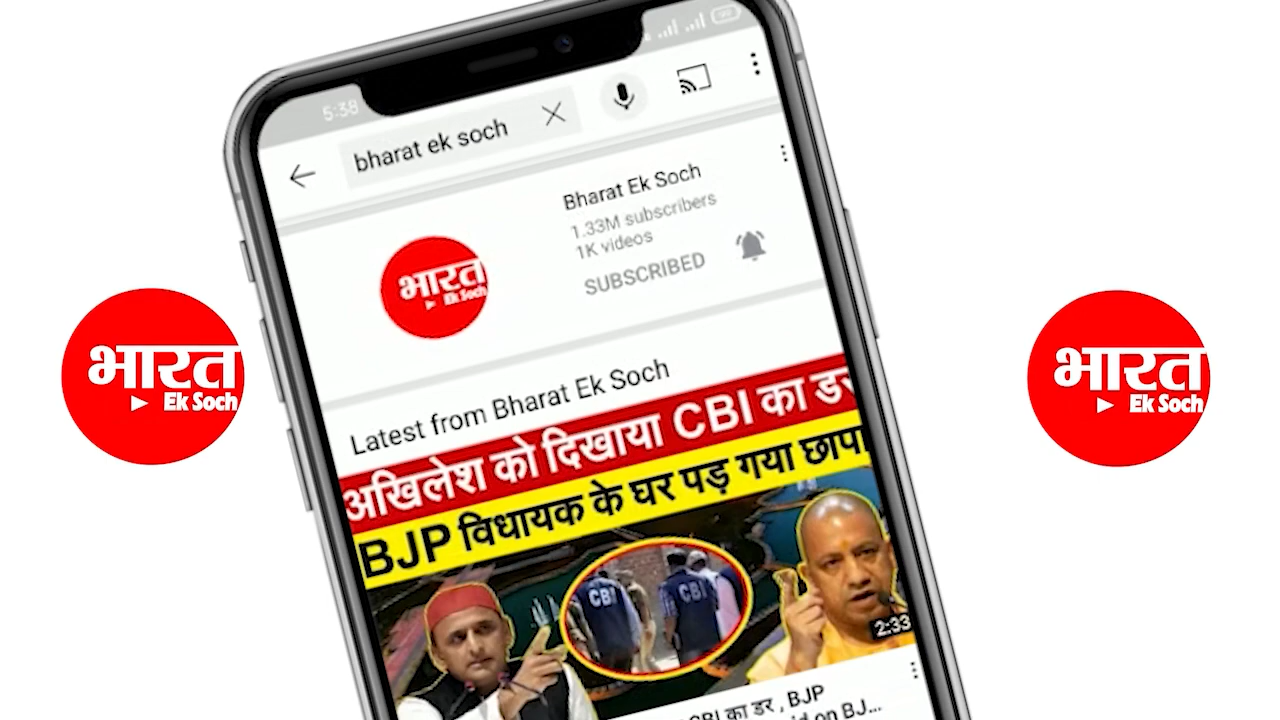 5:38
bharat ek soch
Bharat Ek Soch
1.33M subscribers
1K videos
SUBSCRIBED
भारत
Ek Soch
Latest from Bharat Ek Soch
अखिलेश को दिखाया CBI का डर
BJP विधायक के घर पड़ गया छापा
CBI
CBI
2:33
CBI का डर , BJP
on BJ...
भारत
Ek Soch
भारत
Ek Soch